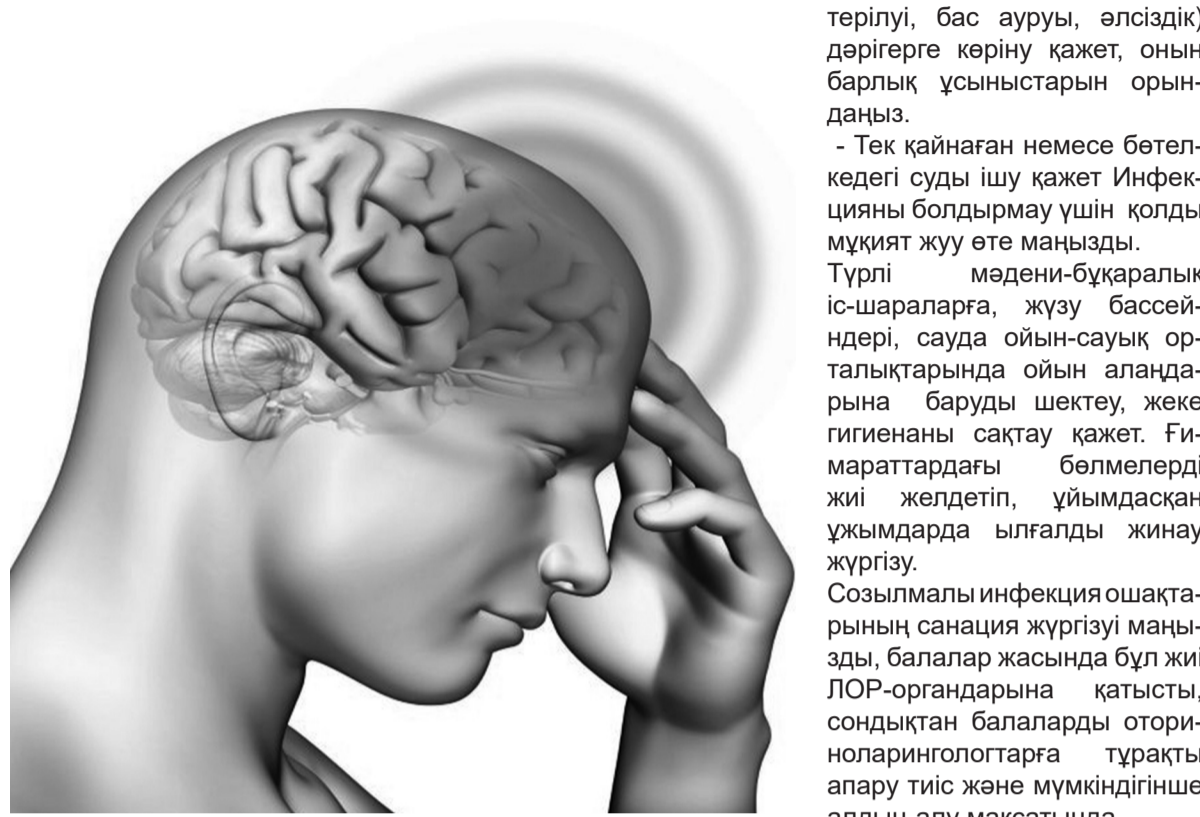 терілуі, бас ауруы, әлсіздік)
дәрігерге көріну қажет, оның
барлық ұсыныстарын орын-
даңыз.
- Тек қайнаған немесе бөтел-
кедегі суды ішу қажет Инфек-
цияны болдырмау үшін қолды
мұқият жуу өте маңызды.
Түрлі мәдени-бұқаралық
іс-шараларға, жүзу бассей-
ндері, сауда ойын-сауық ор-
талықтарында ойын алаңда-
рына баруды шектеу, жеке
гигиенаны сақтау қажет. Ғи-
мараттардағы бөлмелерді
жиі желдетіп, ұйымдасқан
ұжымдарда ылғалды жинау
жүргізу.
Созылмалы инфекция ошақта-
рының санация жүргізуі маңы-
зды, балалар жасында бұл жиі
ЛОР-органдарына қатысты,
сондықтан балаларды отори-
ноларингологтарға тұрақты
апару тиіс және мүмкіндігінше